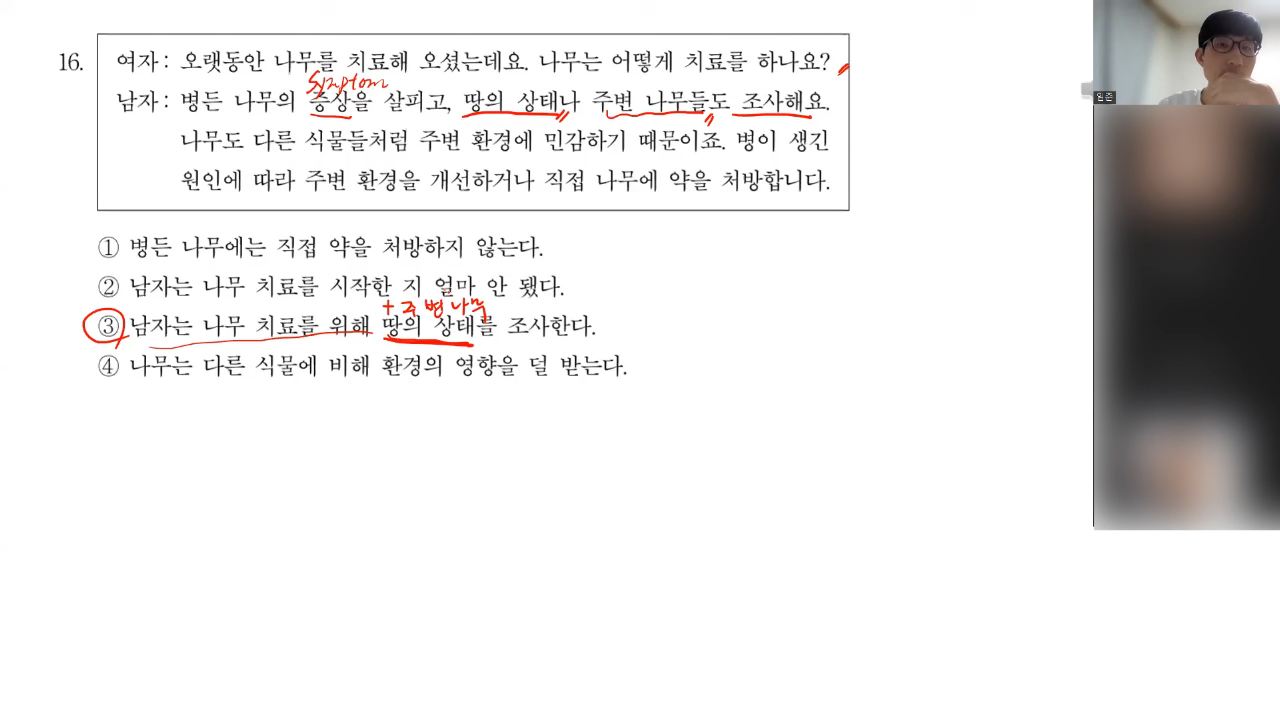 16. 여자 : 오랫동안 나무를 치료해 오셨는데요. 나무는 어떻게 치료를 하나요?
Symptom
남자 : 병든 나무의 증상을 살피고, 땅의 상태나 주변 나무들도 조사해요.
나무도 다른 식물들처럼 주변 환경에 민감하기 때문이죠. 병이 생긴
원인에 따라 주변 환경을 개선하거나 직접 나무에 약을 처방합니다.
① 병든 나무에는 직접 약을 처방하지 않는다.
② 남자는 나무 치료를 시작한 지 얼마 안 됐다.
+ 주변 나무
③ 남자는 나무 치료를 위해 땅의 상태를 조사한다.
④ 나무는 다른 식물에 비해 환경의 영향을 덜 받는다.